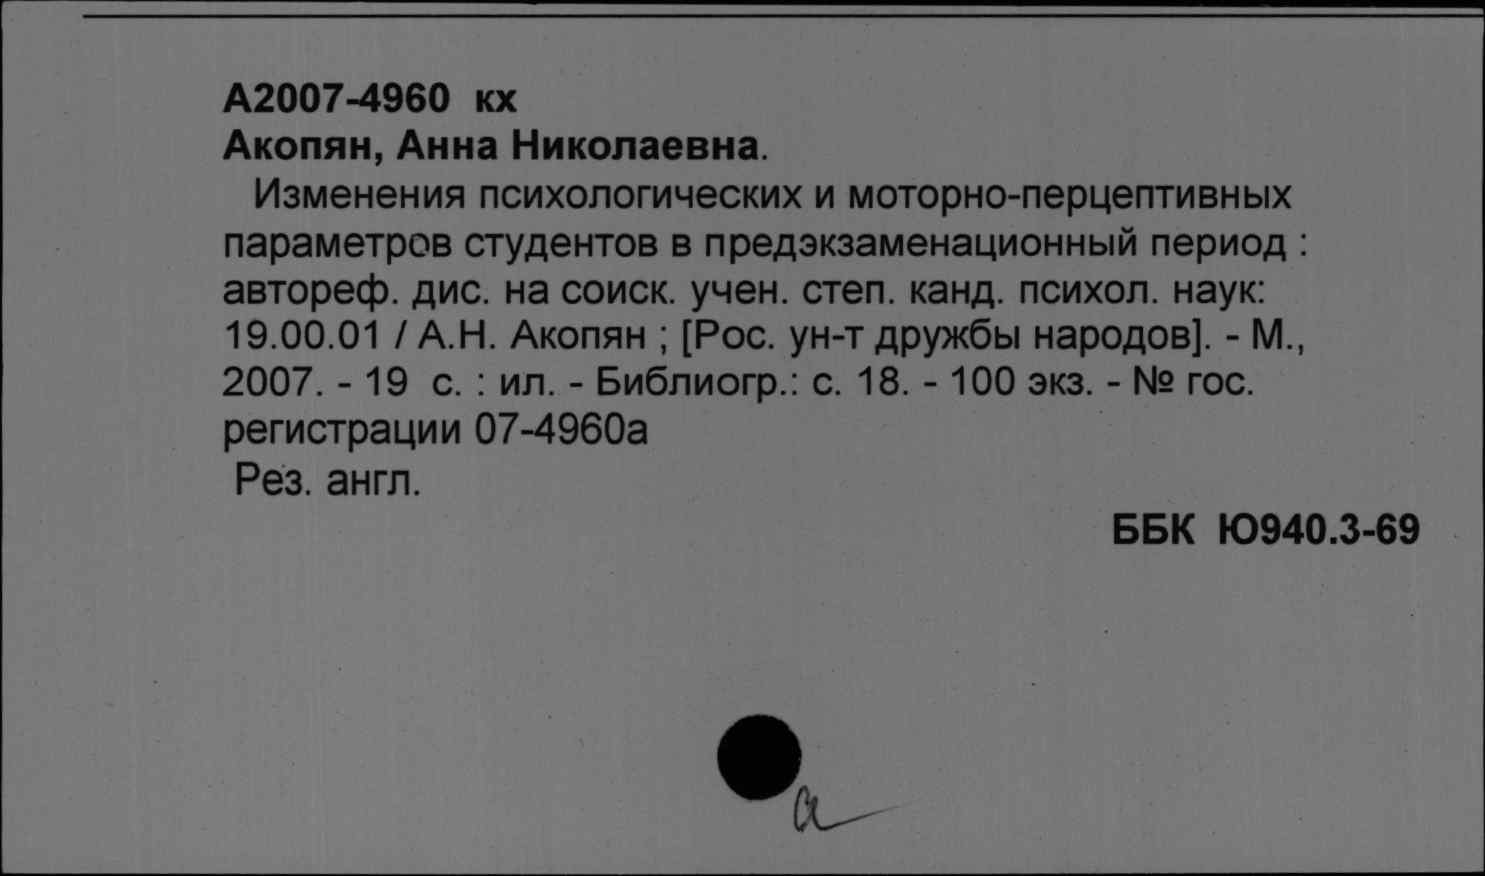 А2007-4960 кх
Акопян, Анна Николаевна.
Изменения психологических и моторно-перцептивных
параметров студентов в предэкзаменационный период :
автореф. дис. на соиск. учен. степ. канд. психол. наук:
19.00.01 / А.Н. Акопян ; [Рос. ун-т дружбы народов]. - М.,
2007. - 19 с. : ил. - Библиогр.: с. 18. - 100 экз. - № гос.
регистрации 07-4960а
Рез. англ.
ББК Ю940.3-69
а